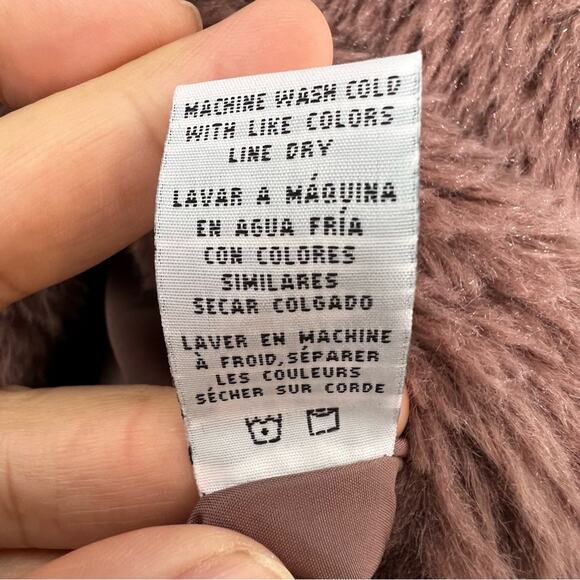 MACHINE WASH COLD
WITH LIKE COLORS
LINE DRY
LAVAR A MÁQUINA
EN AGUA FRÍA
CON COLORES
SIMILARES
SECAR COLGADO
LAVER EN MACHINE
À FROID,SÉPARER
LES COULEURS
SÉCHER SUR CORDE